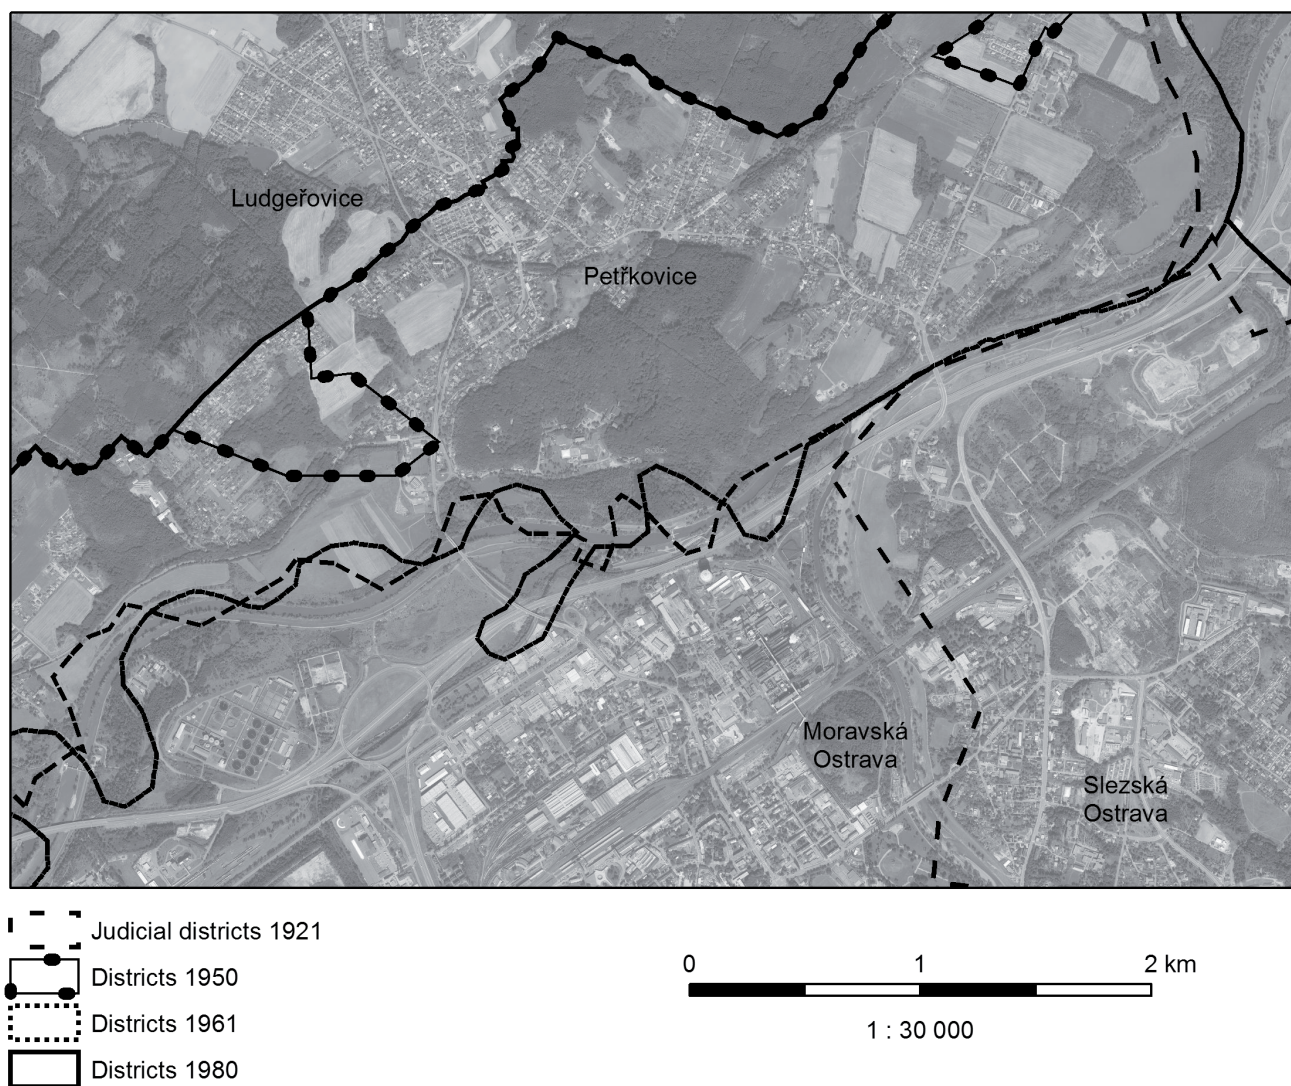 Ludgeřovice
Petřkovice
Moravská
Ostrava
Slezská
Ostrava
Judicial districts 1921
Districts 1950
Districts 1961
Districts 1980
0 1 2 km
1 : 30 000